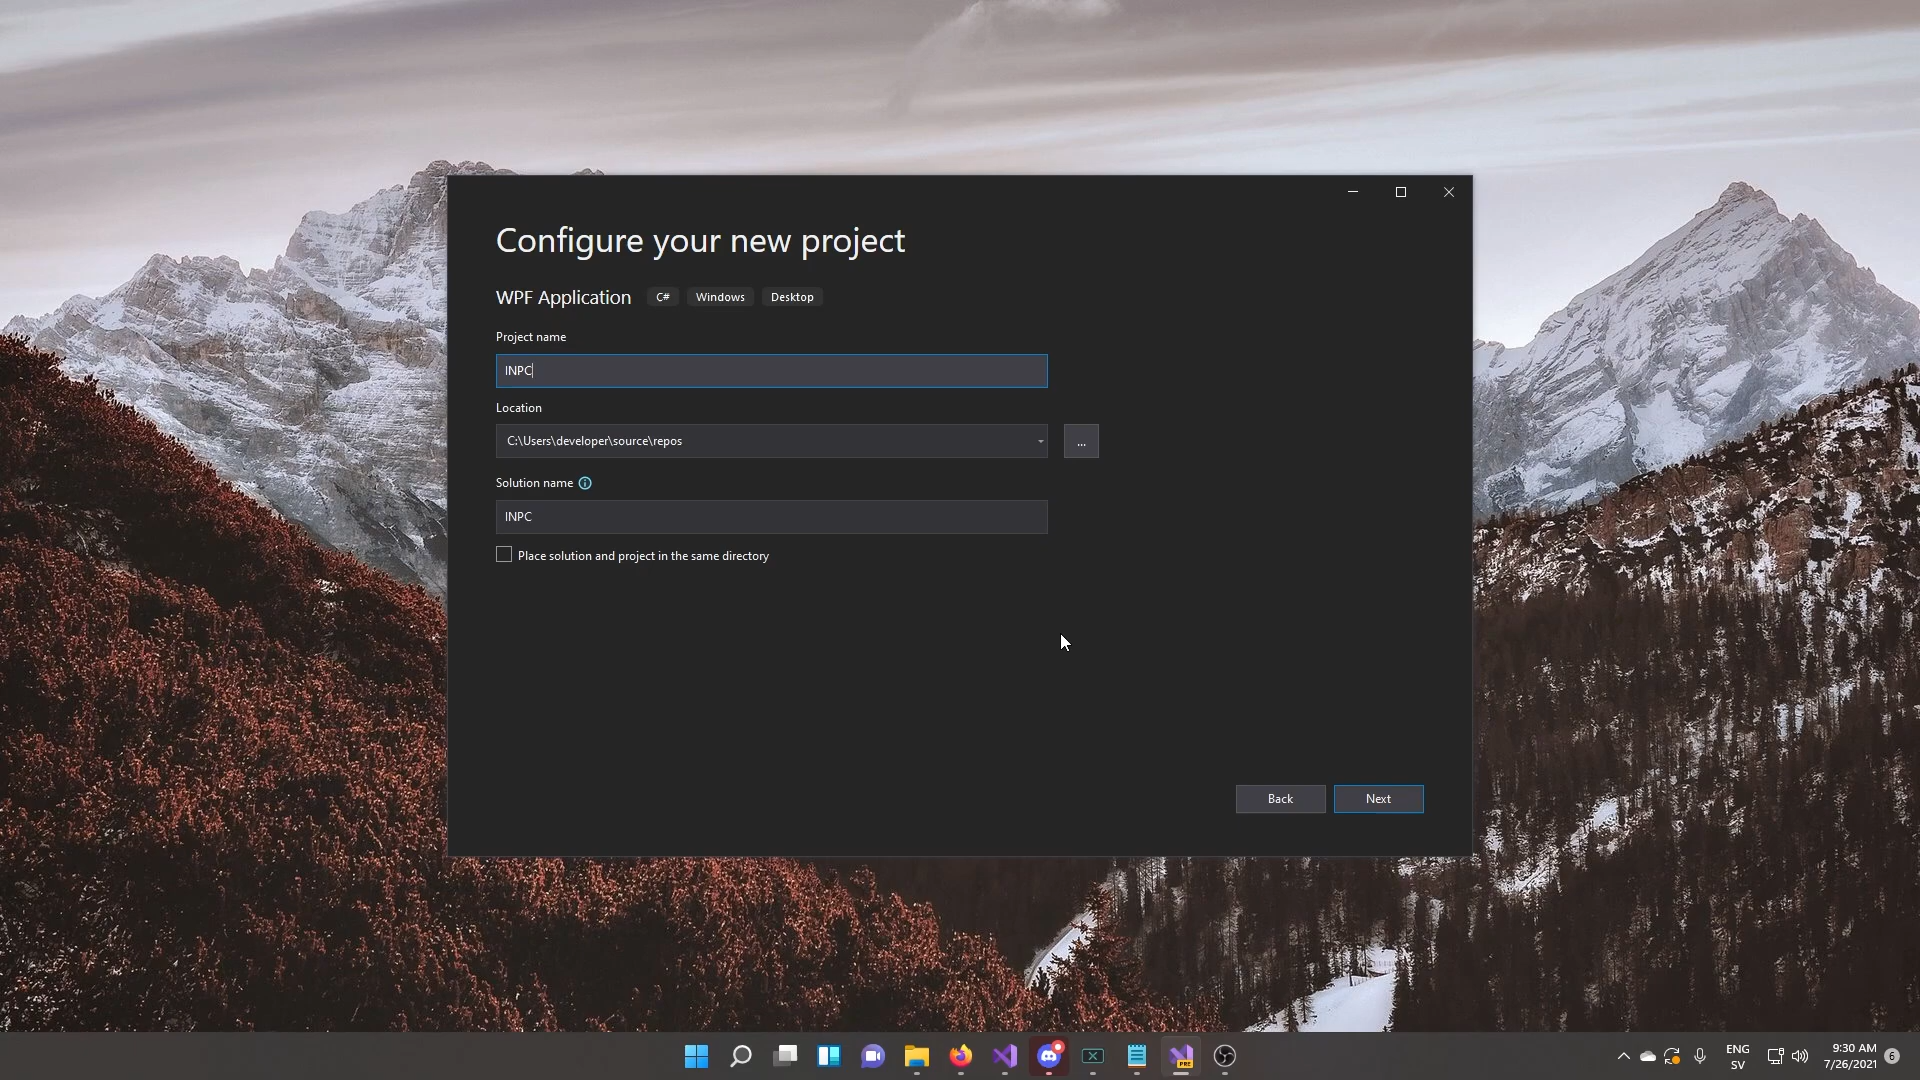 Configure your new project
WPF Application C# Windows Desktop
Project name
INPC
Location
C:\Users\developer\source\repos
...
Solution name
INPC
Place solution and project in the same directory
Back
Next
PRE
ENG
SV
9:30 AM
7/26/2021
6